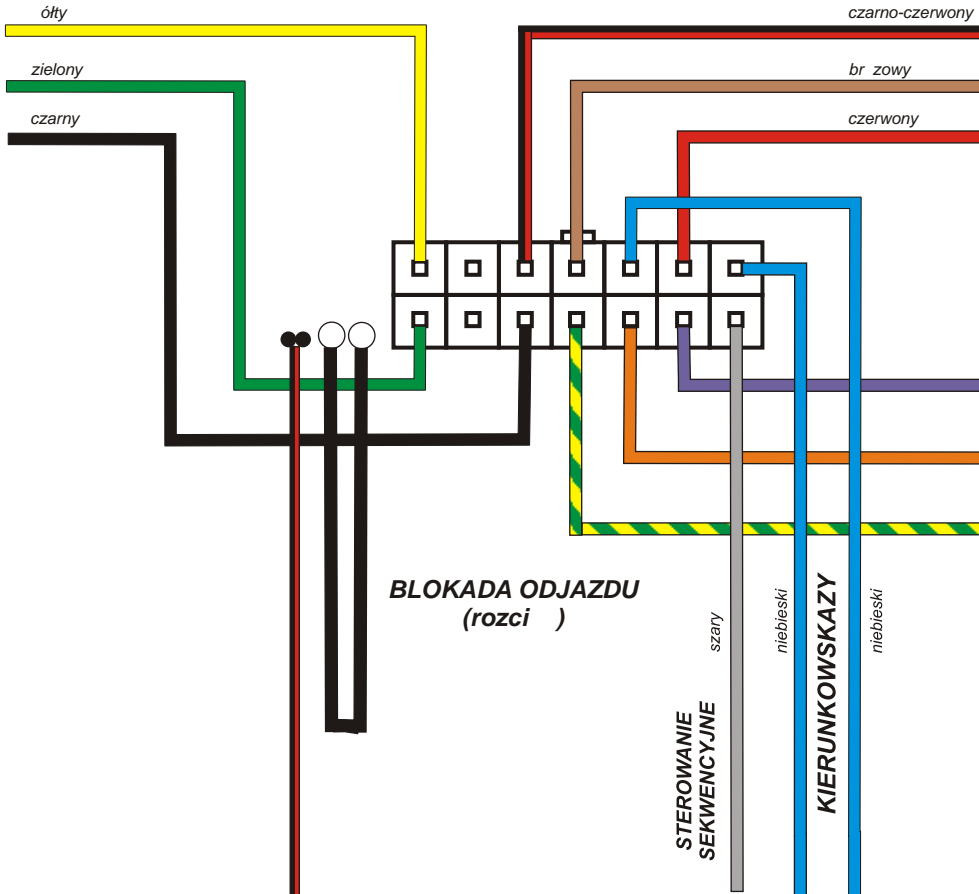 ółty
czarno-czerwony
zielony
br zowy
czarny
czerwony
BLOKADA ODJAZDU
(rozci )
szary
niebieski
KIERUNKOWSKAZY
niebieski
STEROWANIE
SEKWENCYJNE